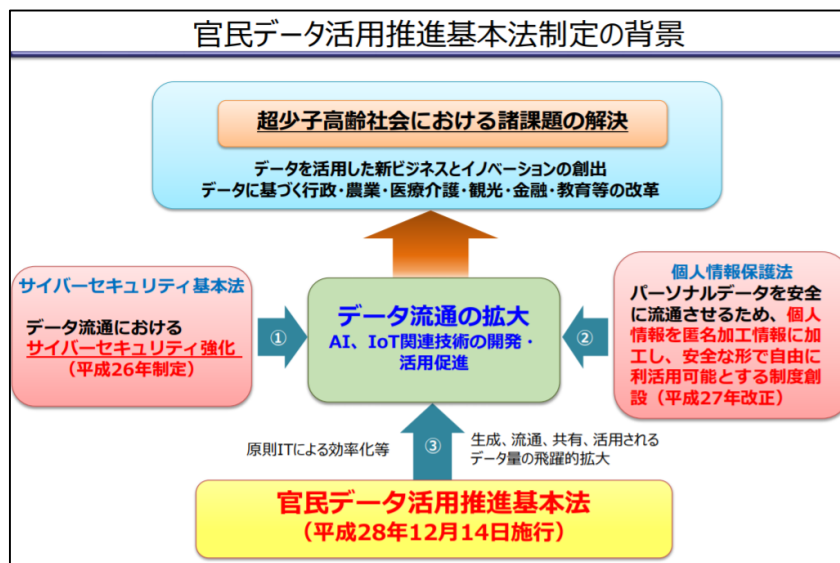 官民データ活用推進基本法制定の背景
超少子高齢社会における諸課題の解決
データを活用した新ビジネスとイノベーションの創出
データに基づく行政・農業・医療介護・観光・金融・教育等の改革
サイバーセキュリティ基本法
データ流通における
サイバーセキュリティ強化
(平成26年制定)
①
データ流通の拡大
AI、IoT関連技術の開発・
活用促進
②
個人情報保護法
パーソナルデータを安全
に流通させるため、個人
情報を匿名加工情報に加
工し、安全な形で自由に
利活用可能とする制度創
設(平成27年改正)
原則ITによる効率化等
③
生成、流通、共有、活用される
データ量の飛躍的拡大
官民データ活用推進基本法
(平成28年12月14日施行)